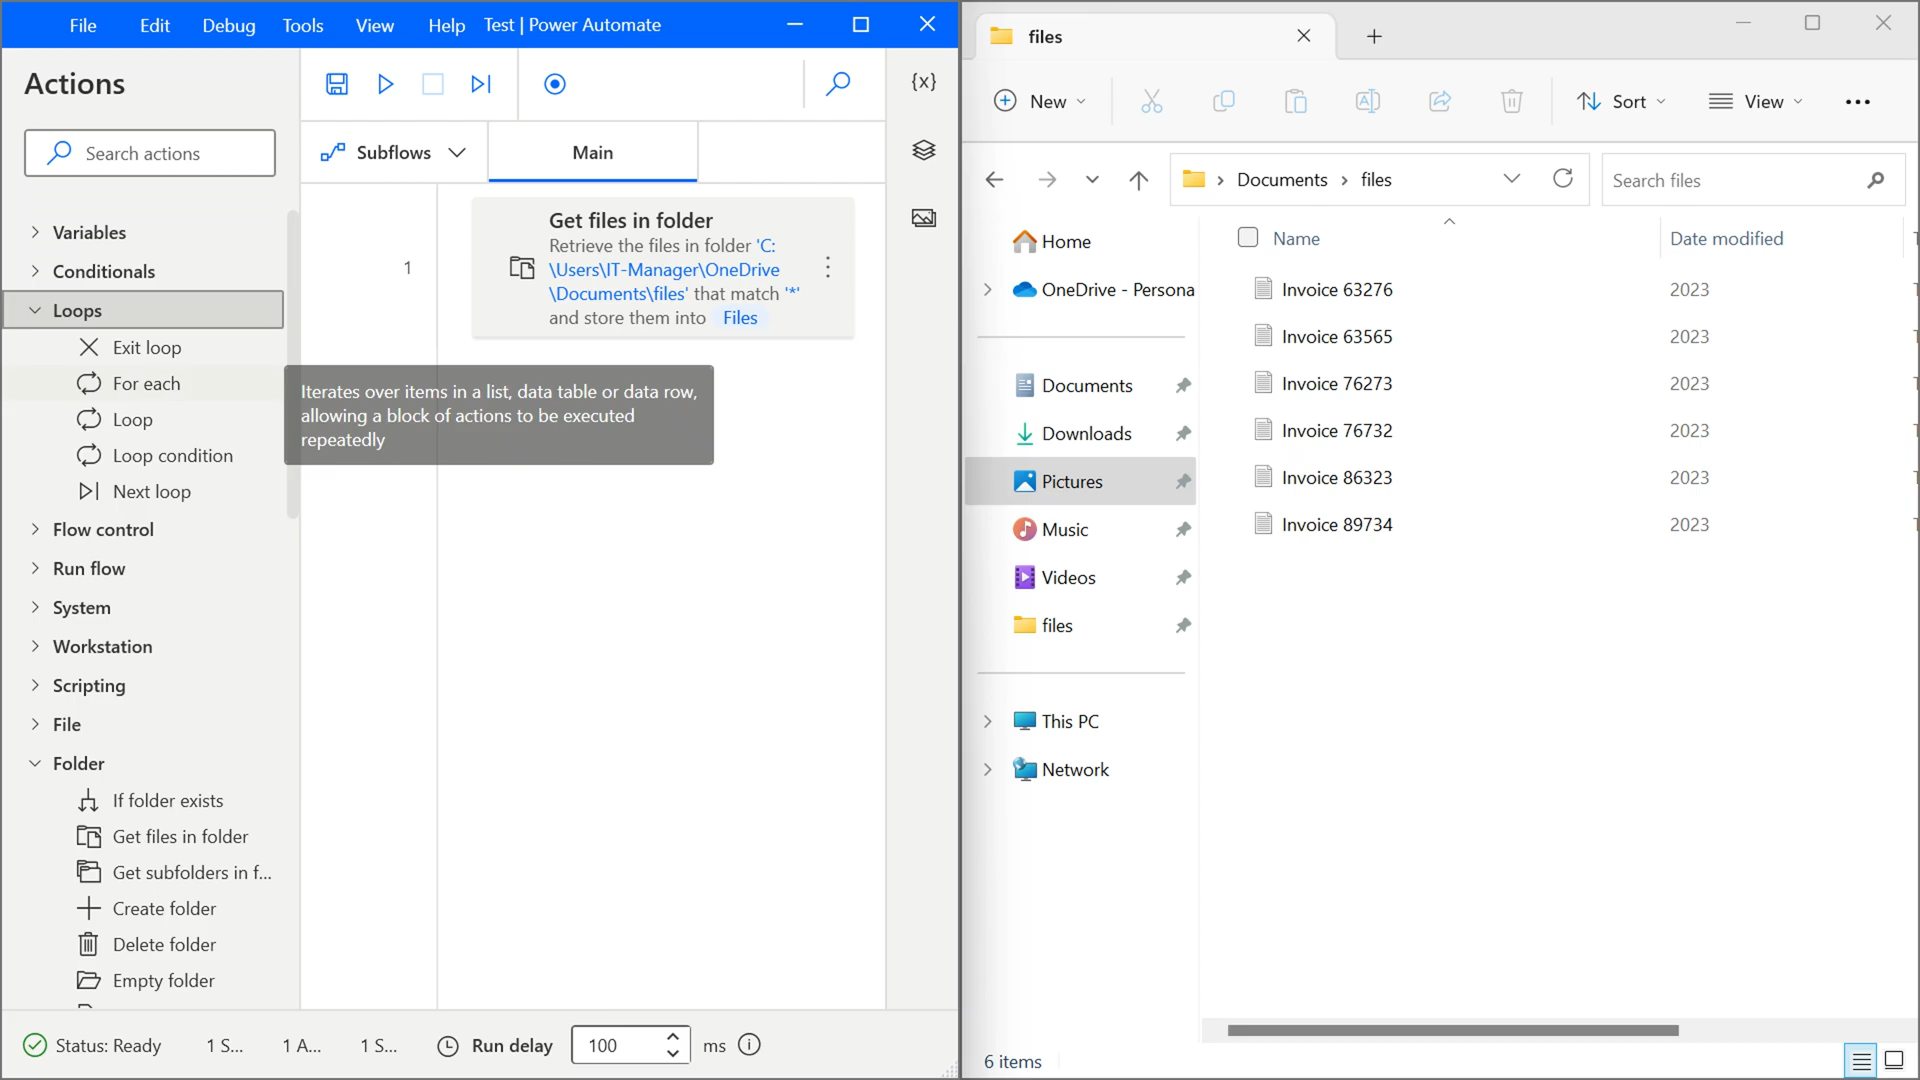 File Edit Debug Tools View Help Test | Power Automate
Actions
Search actions
Variables
Conditionals
Loops
Exit loop
For each
Loop
Loop condition
Next loop
Flow control
Run flow
System
Workstation
Scripting
File
Folder
If folder exists
Get files in folder
Get subfolders in f...
Create folder
Delete folder
Empty folder
{x}
Subflows
Main
1
Get files in folder
Retrieve the files in folder 'C:
\Users\IT-Manager\OneDrive
\Documents\files' that match '*'
and store them into Files
Iterates over items in a list, data table or data row,
allowing a block of actions to be executed
repeatedly
Status: Ready 1 S... 1 A... 1 S... Run delay 100 ms
files
New Sort View
Documents > files
Search files
Home
OneDrive - Persona
Documents
Downloads
Pictures
Music
Videos
files
This PC
Network
Name Date modified
Invoice 63276 2023
Invoice 63565 2023
Invoice 76273 2023
Invoice 76732 2023
Invoice 86323 2023
Invoice 89734 2023
6 items